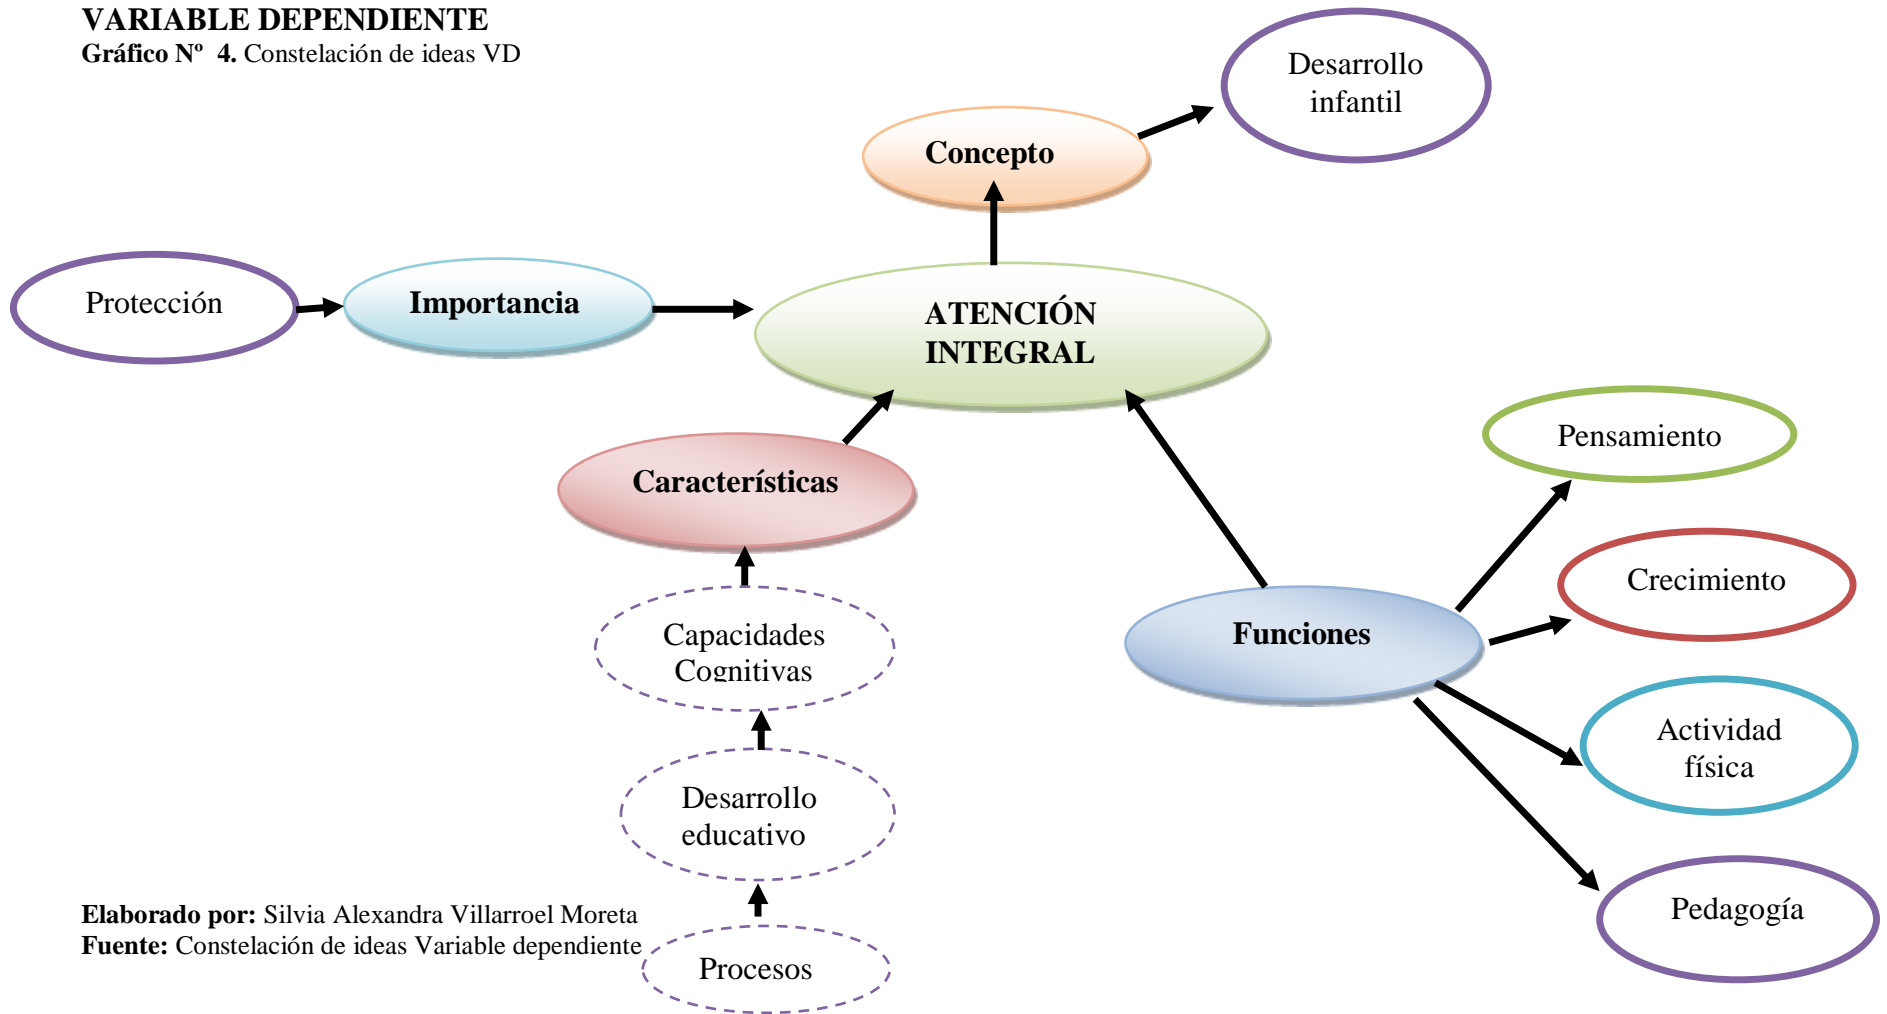 VARIABLE DEPENDIENTE
Gráfico Nº 4. Constelación de ideas VD
Desarrollo
infantil
Concepto
Protección
Importancia
ATENCIÓN
INTEGRAL
Pensamiento
Características
Crecimiento
Funciones
Capacidades
Cognitivas
Actividad
física
Desarrollo
educativo
Pedagogía
Elaborado por: Silvia Alexandra Villarroel Moreta
Fuente: Constelación de ideas Variable dependiente
Procesos